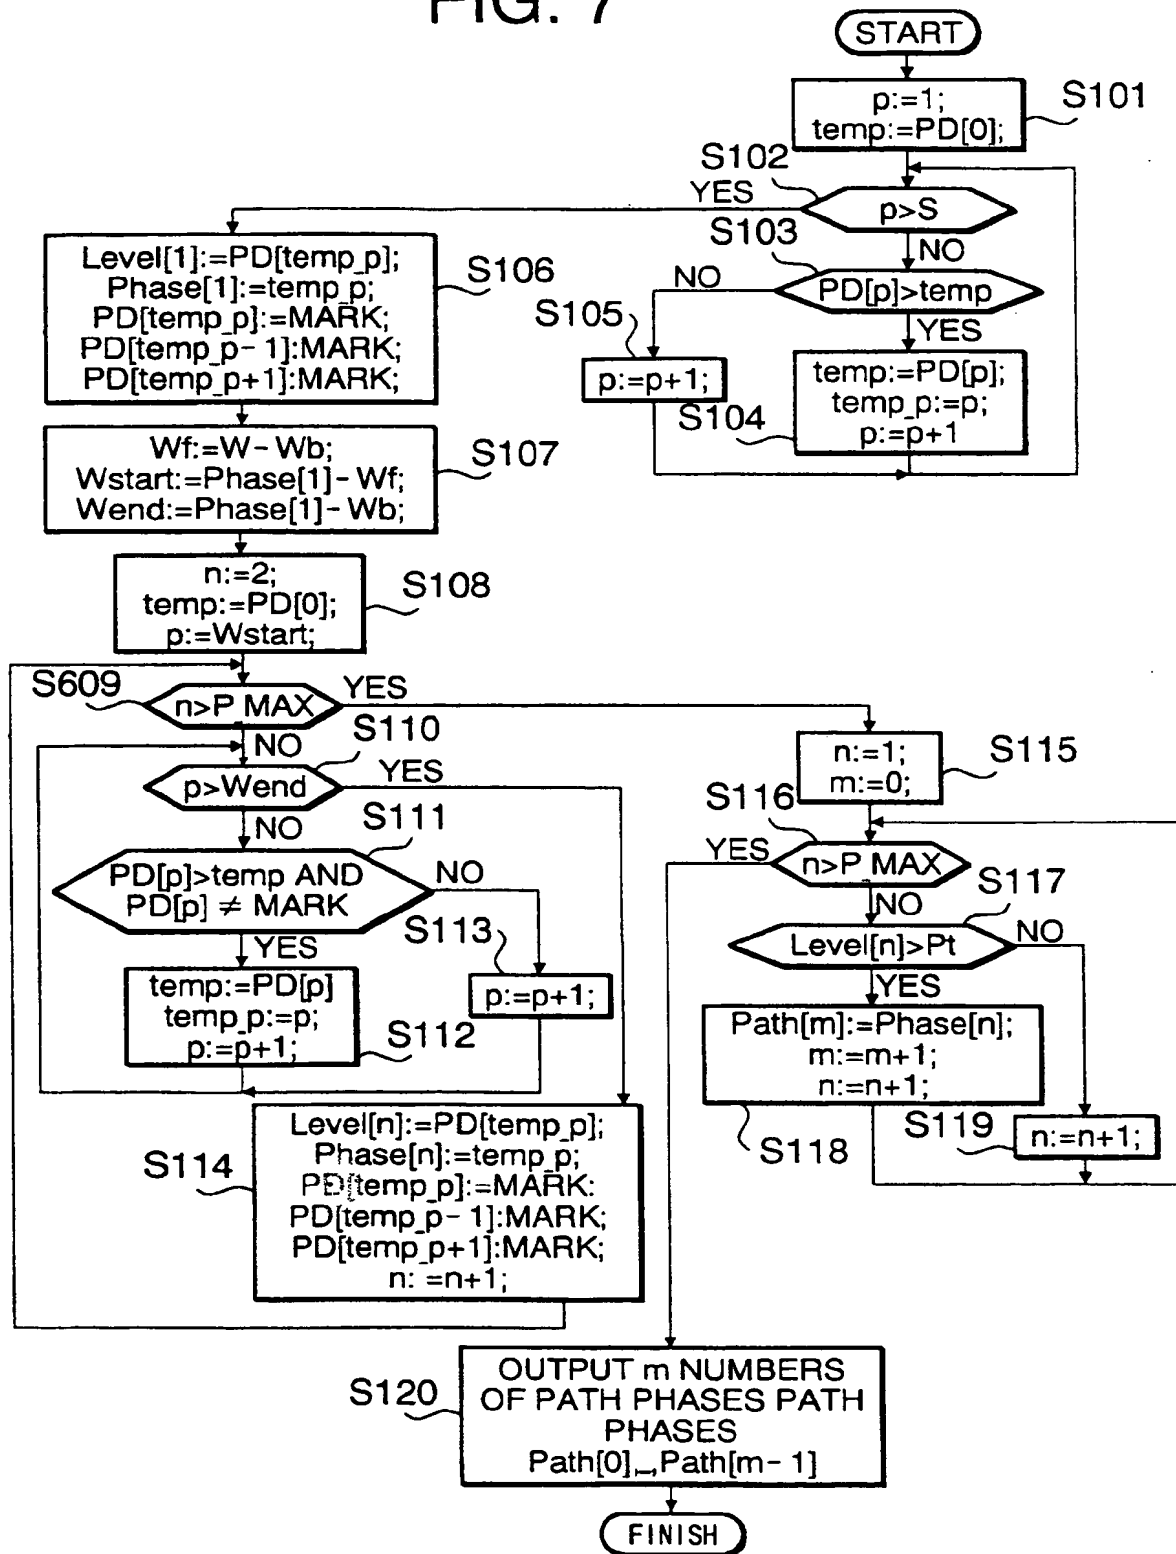 FIG. 7
START
p:=1;
temp:=PD[0];
S101
S102
YES
p>S
NO
S103
NO
PD[p]>temp
YES
S105
p:=p+1;
S104
temp:=PD[p];
temp_p:=p;
p:=p+1
Level[1]:=PD[temp_p];
Phase[1]:=temp_p;
PD[temp_p]:=MARK;
PD[temp_p-1]:MARK;
PD[temp_p+1]:MARK;
S106
Wf:=W-Wb;
Wstart:=Phase[1]-Wf;
Wend:=Phase[1]-Wb;
S107
n:=2;
temp:=PD[0];
p:=Wstart;
S108
S609
n>P MAX
YES
NO
S110
p>Wend
YES
NO
S111
PD[p]>temp AND
PD[p] ≠ MARK
NO
YES
S113
p:=p+1;
temp:=PD[p]
temp_p:=p;
p:=p+1;
S112
S114
Level[n]:=PD[temp_p];
Phase[n]:=temp_p;
PD[temp_p]:=MARK:
PD[temp_p-1]:MARK;
PD[temp_p+1]:MARK;
n: =n+1;
n:=1;
m:=0;
S115
S116
YES
n>P MAX
NO
S117
Level[n]>Pt
NO
YES
Path[m]:=Phase[n];
m:=m+1;
n:=n+1;
S118
S119
n:=n+1;
S120
OUTPUT m NUMBERS
OF PATH PHASES PATH
PHASES
Path[0],_,Path[m-1]
FINISH